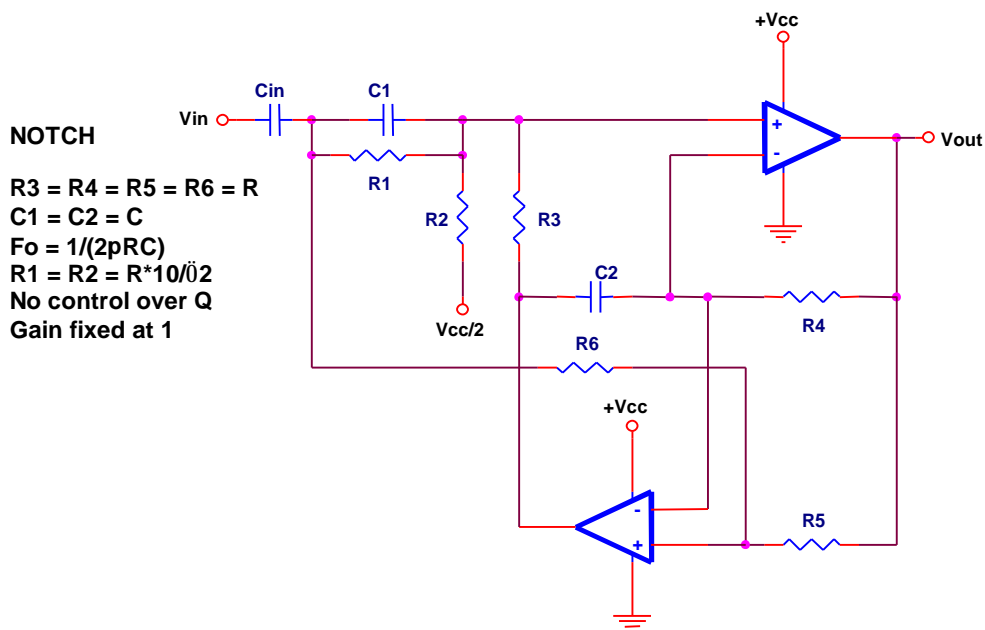 +Vcc
Cin
C1
Vin
+
-
Vout
NOTCH
R1
R3 = R4 = R5 = R6 = R
C1 = C2 = C
Fo = 1/(2pRC)
R1 = R2 = R*10/Ö2
No control over Q
Gain fixed at 1
R2
R3
C2
R4
Vcc/2
R6
+Vcc
-
+
R5